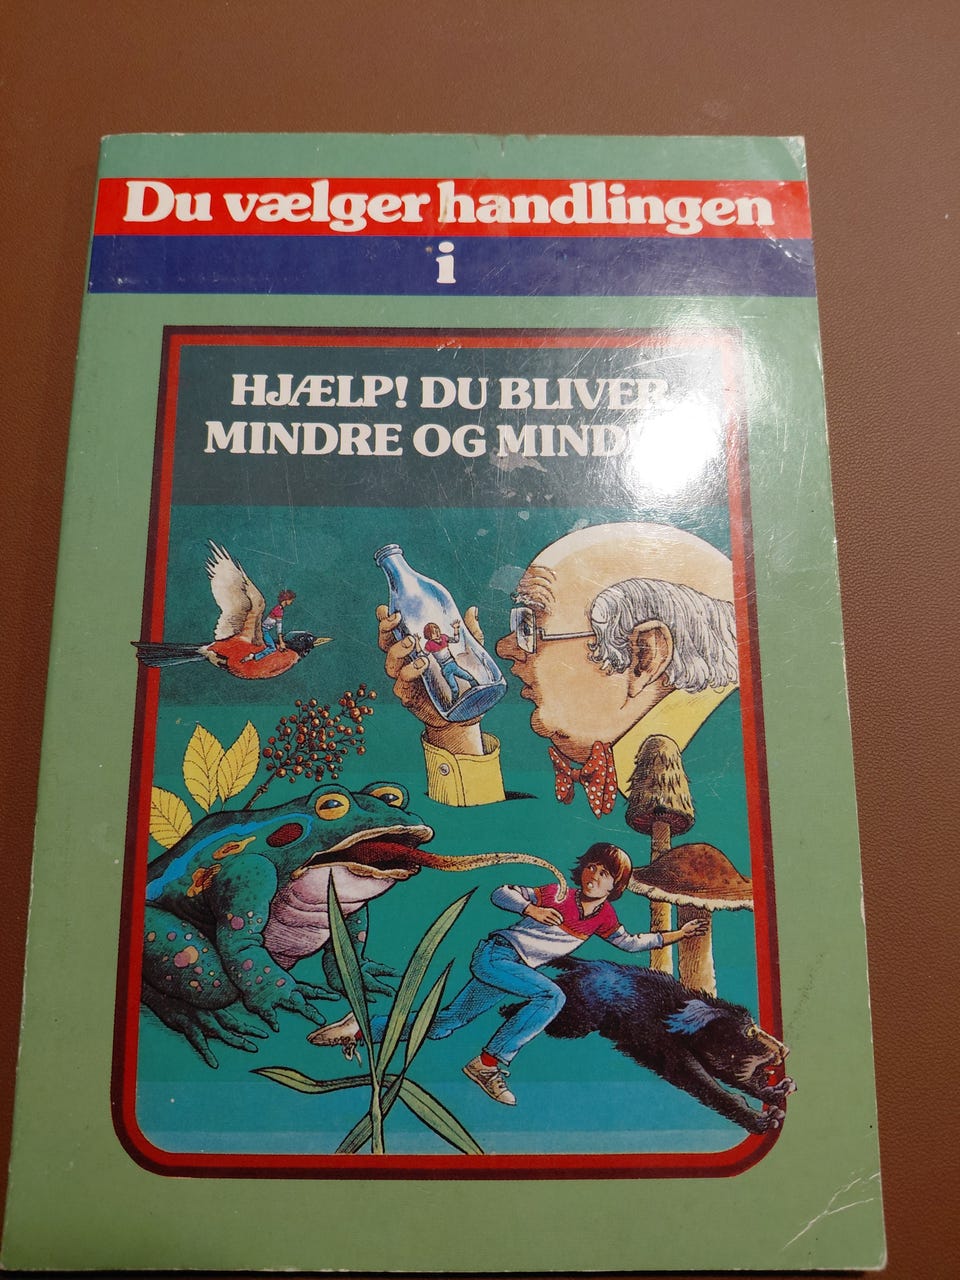 Du vælger handlingen
i
HJÆLP! DU BLIVER
MINDRE OG